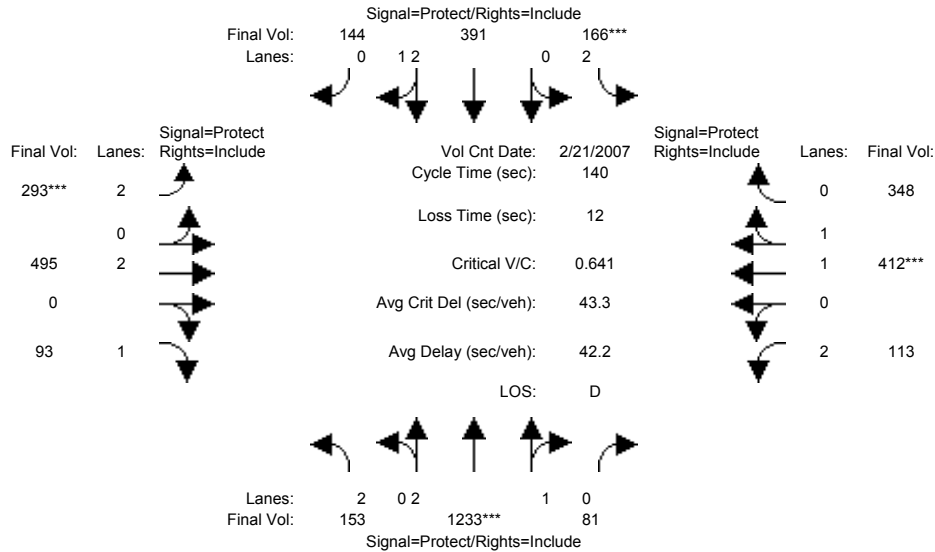 Signal=Protect/Rights=Include
Final Vol: 144 391 166***
Lanes: 0 1 2 0 2
Signal=Protect Signal=Protect
Final Vol: Lanes: Rights=Include Vol Cnt Date: 2/21/2007 Rights=Include Lanes: Final Vol:
Cycle Time (sec): 140
293*** 2 0 348
Loss Time (sec): 12
0 1
495 2 Critical V/C: 0.641 1 412***
0 0 Avg Crit Del (sec/veh): 43.3 0
93 1 Avg Delay (sec/veh): 42.2 2 113
LOS: D
Lanes: 2 0 2 1 0
Final Vol: 153 1233*** 81
Signal=Protect/Rights=Include